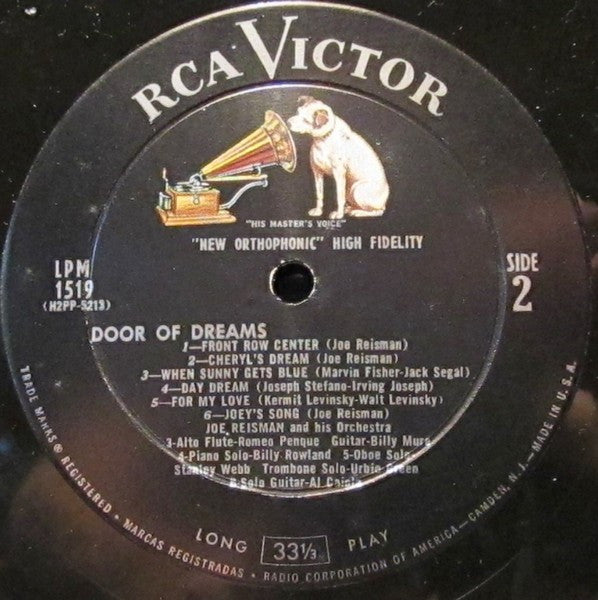 RCA VICTOR
"HIS MASTER'S VOICE"
"NEW ORTHOPHONIC" HIGH FIDELITY
LPM
1519
(H2PP-5213)
SIDE
2
DOOR OF DREAMS
1—FRONT ROW CENTER (Joe Reisman)
2—CHERYL'S DREAM (Joe Reisman)
3—WHEN SUNNY GETS BLUE (Marvin Fisher-Jack Segal)
4—DAY DREAM (Joseph Stefano-Irving Joseph)
5—FOR MY LOVE (Kermit Levinsky-Walt Levinsky)
6—JOEY'S SONG (Joe Reisman)
JOE REISMAN and his Orchestra
3-Alto Flute-Romeo Penque Guitar-Billy Mure
4-Piano Solo-Billy Rowland 5-Oboe Solo-
Stanley Webb Trombone Solo-Urbie Green
6-Solo Guitar-Al Caiola
LONG 33⅓ PLAY
TRADE MARKS ® REGISTERED • MARCAS REGISTRADAS • RADIO CORPORATION OF AMERICA—CAMDEN, N.J.—MADE IN U.S.A.